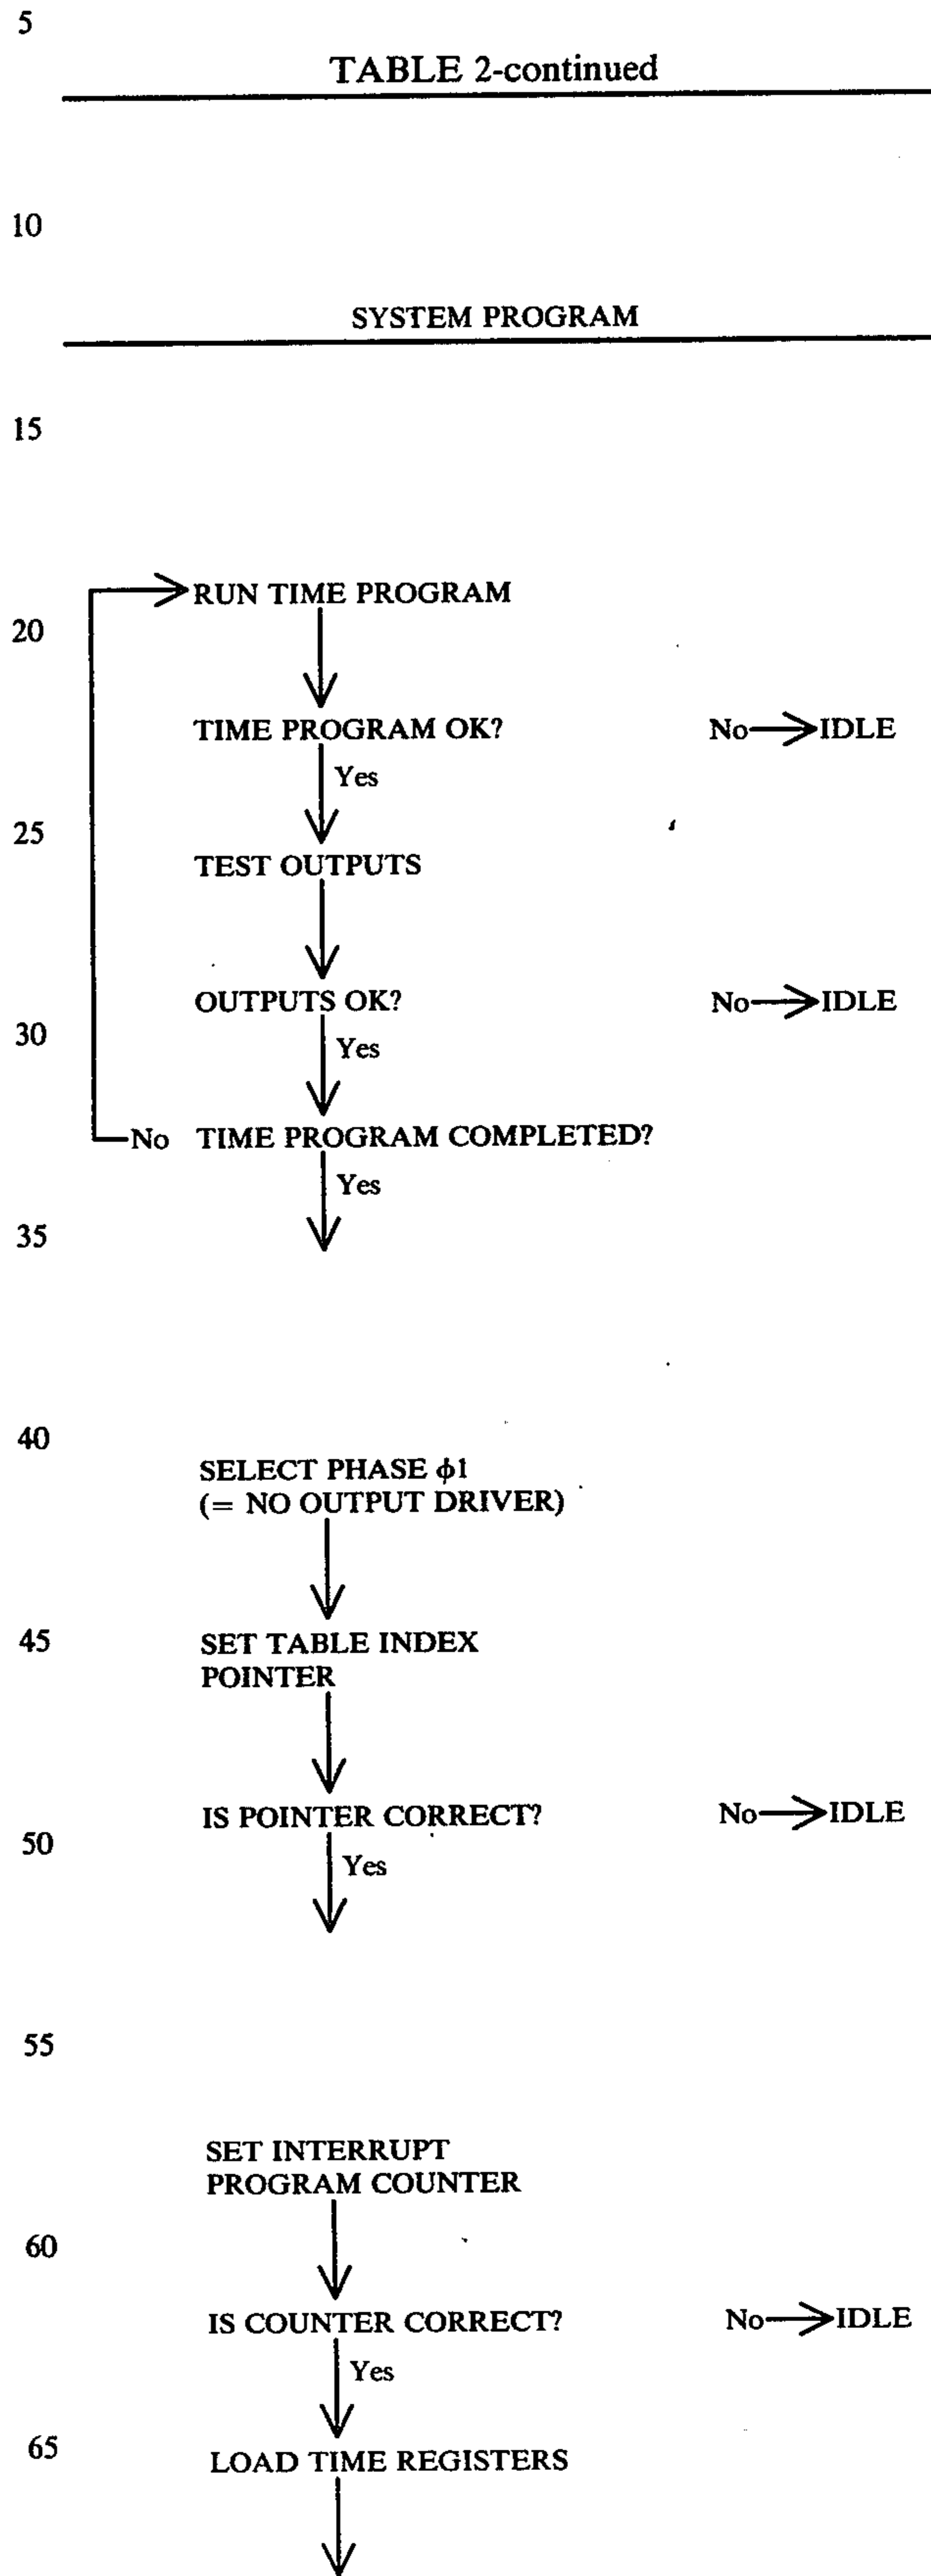 5
TABLE 2-continued
10
SYSTEM PROGRAM
15
RUN TIME PROGRAM
20
TIME PROGRAM OK? No IDLE
Yes
25
TEST OUTPUTS
OUTPUTS OK? No IDLE
30
Yes
No TIME PROGRAM COMPLETED?
Yes
35
40
SELECT PHASE ϕ1
(= NO OUTPUT DRIVER)
45 SET TABLE INDEX
POINTER
IS POINTER CORRECT? No IDLE
50
Yes
55
SET INTERRUPT
PROGRAM COUNTER
60
IS COUNTER CORRECT? No IDLE
Yes
65
LOAD TIME REGISTERS